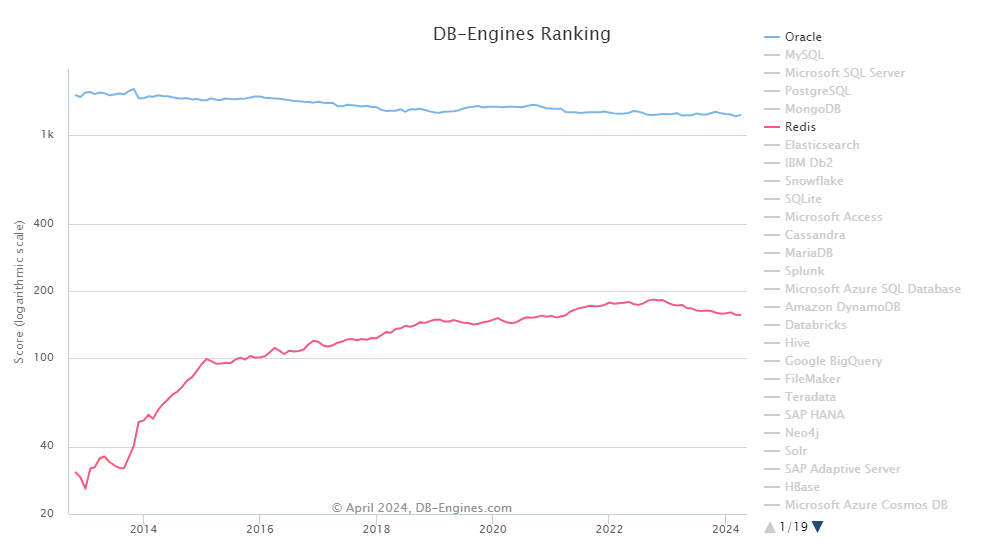 DB-Engines Ranking
Score (logarithmic scale)
1k
400
200
100
40
20
2014
2016
2018
2020
2022
2024
© April 2024, DB-Engines.com
Oracle
MySQL
Microsoft SQL Server
PostgreSQL
MongoDB
Redis
Elasticsearch
IBM Db2
Snowflake
SQLite
Microsoft Access
Cassandra
MariaDB
Splunk
Microsoft Azure SQL Database
Amazon DynamoDB
Databricks
Hive
Google BigQuery
FileMaker
Teradata
SAP HANA
Neo4j
Solr
SAP Adaptive Server
HBase
Microsoft Azure Cosmos DB
1/19